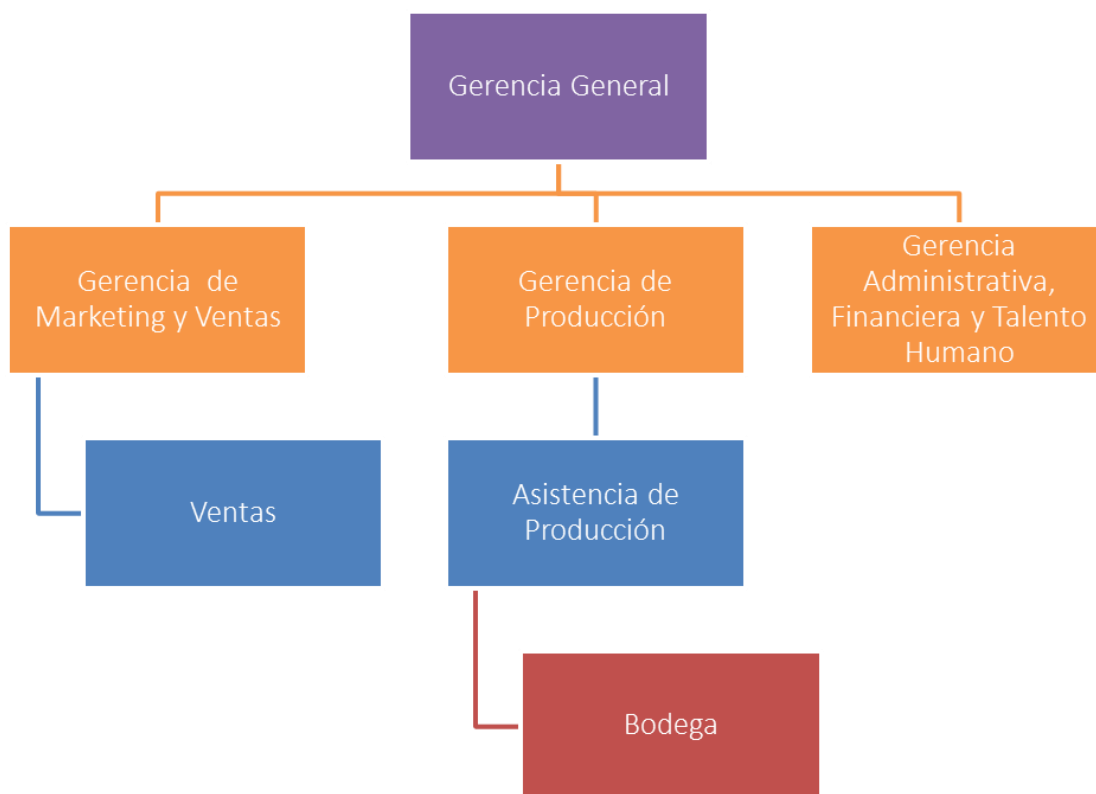 Gerencia General
Gerencia de
Marketing y Ventas
Gerencia de
Producción
Gerencia
Administrativa,
Financiera y Talento
Humano
Ventas
Asistencia de
Producción
Bodega